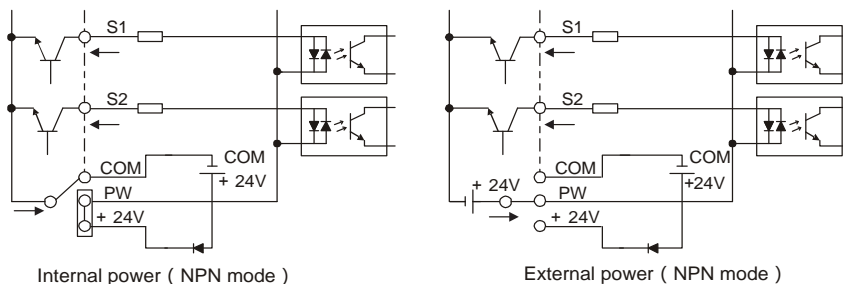 S1
S2
COM
COM
+ 24V
PW
+ 24V
Internal power ( NPN mode )
S1
S2
COM
COM
+24V
+ 24V
PW
+ 24V
External power ( NPN mode )